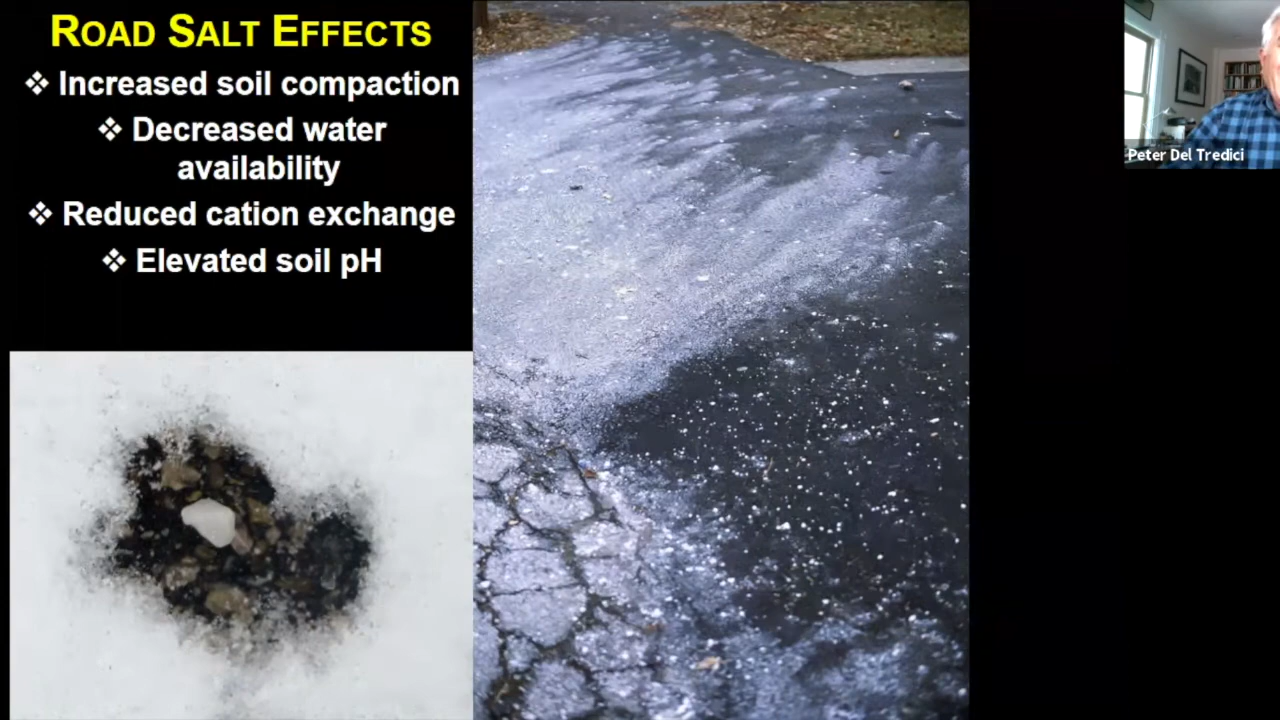 ROAD SALT EFFECTS
❖ Increased soil compaction
❖ Decreased water
availability
❖ Reduced cation exchange
❖ Elevated soil pH
Peter Del Tredici